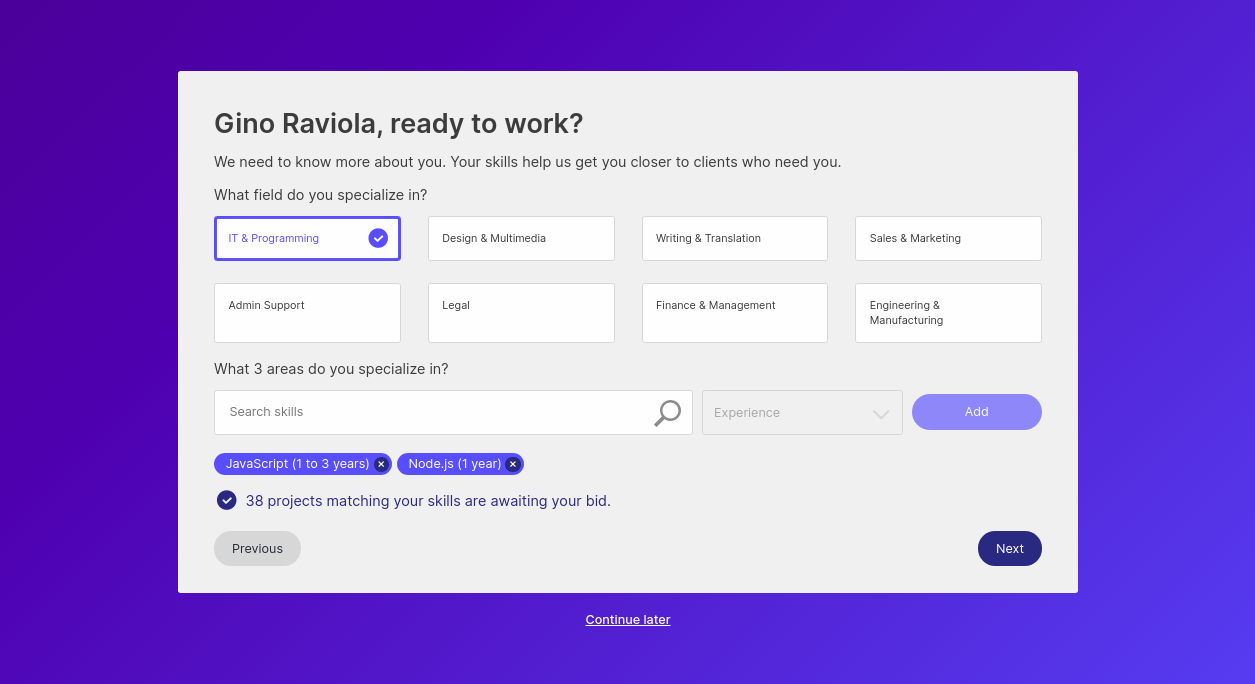 Gino Raviola, ready to work?
We need to know more about you. Your skills help us get you closer to clients who need you.
What field do you specialize in?
IT & Programming
Design & Multimedia
Writing & Translation
Sales & Marketing
Admin Support
Legal
Finance & Management
Engineering &
Manufacturing
What 3 areas do you specialize in?
Search skills
Experience
Add
JavaScript (1 to 3 years)
Node.js (1 year)
38 projects matching your skills are awaiting your bid.
Previous
Next
Continue later